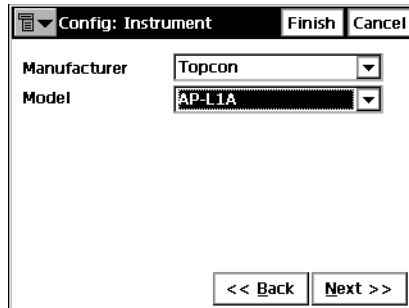 Config: Instrument Finish Cancel
Manufacturer Topcon
Model AP-L1A
<< Back Next >>